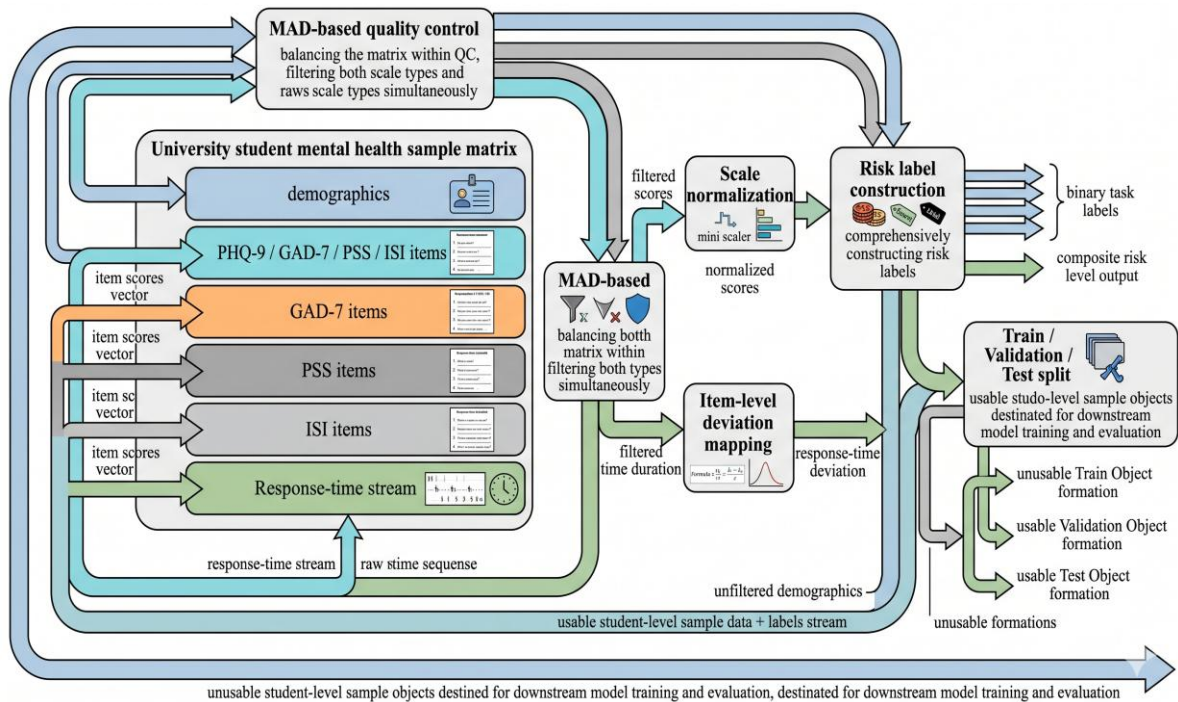 MAD-based quality control
balancing the matrix within QC,
filtering both scale types and
raws scale types simultaneously
University student mental health sample matrix
demographics
PHQ-9 / GAD-7 / PSS / ISI items
item scores
vector
GAD-7 items
item scores
vector
PSS items
item sc
vector
ISI items
item scores
vector
Response-time stream
response-time stream
raw stime sequense
MAD-based
balancing botth
matrix within
filtering both types
simultaneously
filtered
scores
Scale
normalization
mini scaler
normalized
scores
filtered
time duration
Item-level
deviation
mapping
response-time
deviation
Risk label
construction
comprehensively
constructing risk
labels
binary task
labels
composite risk
level output
Train /
Validation /
Test split
usable studo-level sample objects
destinated for downstream
model training and evaluation
unusable Train Object
formation
usable Validation Object
formation
usable Test Object
formation
unfiltered demographics
unusable formations
usable student-level sample data + labels stream
unusable student-level sample objects destined for downstream model training and evaluation, destinated for downstream model training and evaluation